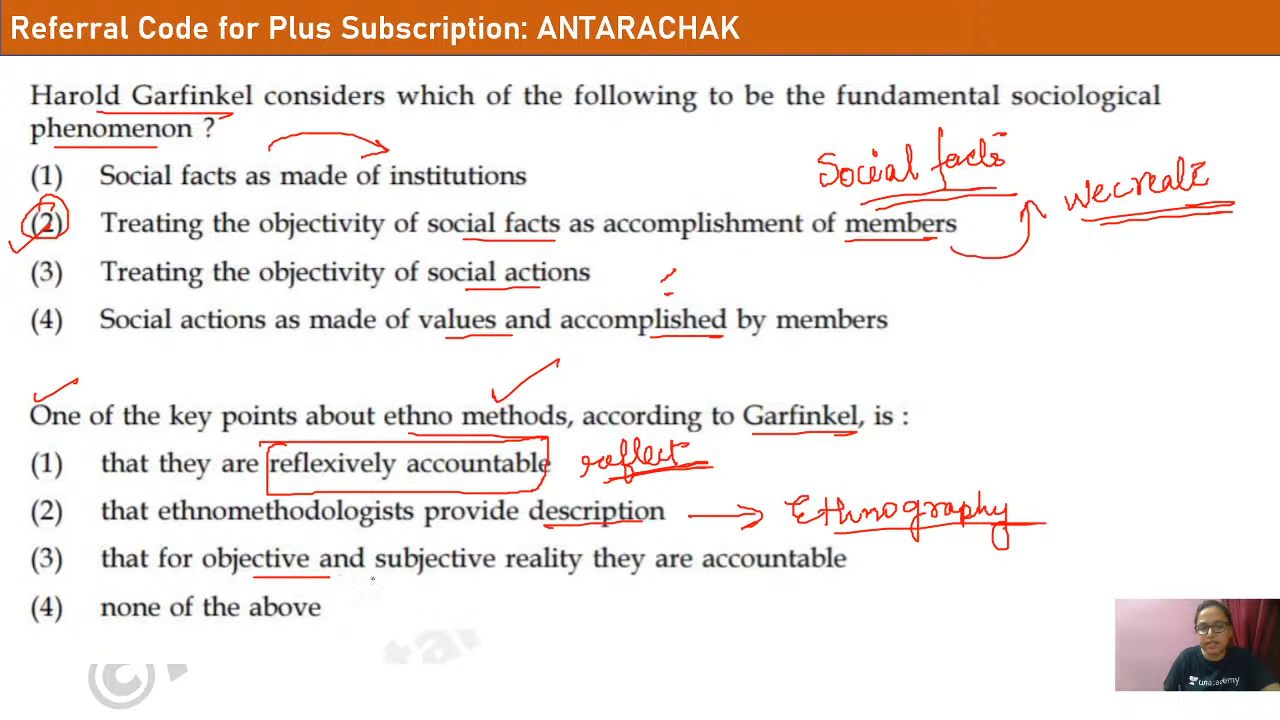 Referral Code for Plus Subscription: ANTARACHAK
Harold Garfinkel considers which of the following to be the fundamental sociological
phenomenon ?
(1) Social facts as made of institutions
Social facts
we create
(2) Treating the objectivity of social facts as accomplishment of members
(3) Treating the objectivity of social actions
(4) Social actions as made of values and accomplished by members
One of the key points about ethno methods, according to Garfinkel, is :
(1) that they are reflexively accountable reflect
(2) that ethnomethodologists provide description → Ethnography
(3) that for objective and subjective reality they are accountable
(4) none of the above
©
unacademy